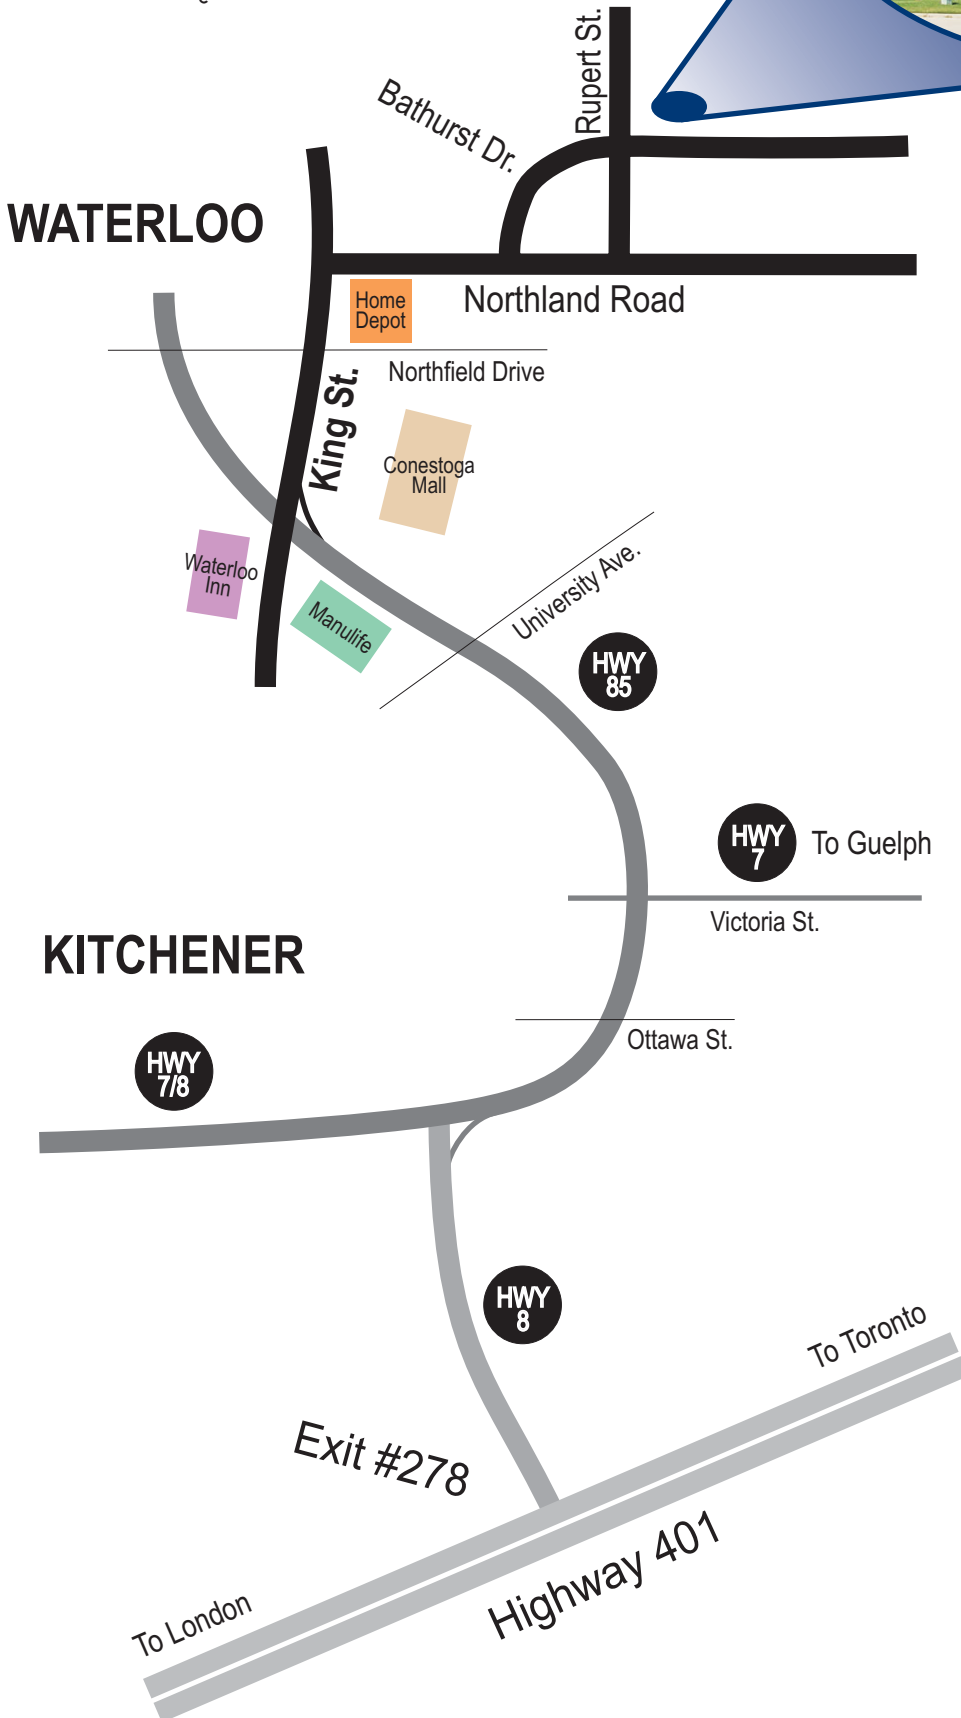 Rupert St.
Bathurst Dr.
WATERLOO
Home
Depot
Northland Road
Northfield Drive
King St.
Conestoga
Mall
Waterloo
Inn
Manulife
University Ave.
HWY
85
HWY
7
To Guelph
Victoria St.
KITCHENER
Ottawa St.
HWY
7/8
HWY
8
To Toronto
Exit #278
Highway 401
To London